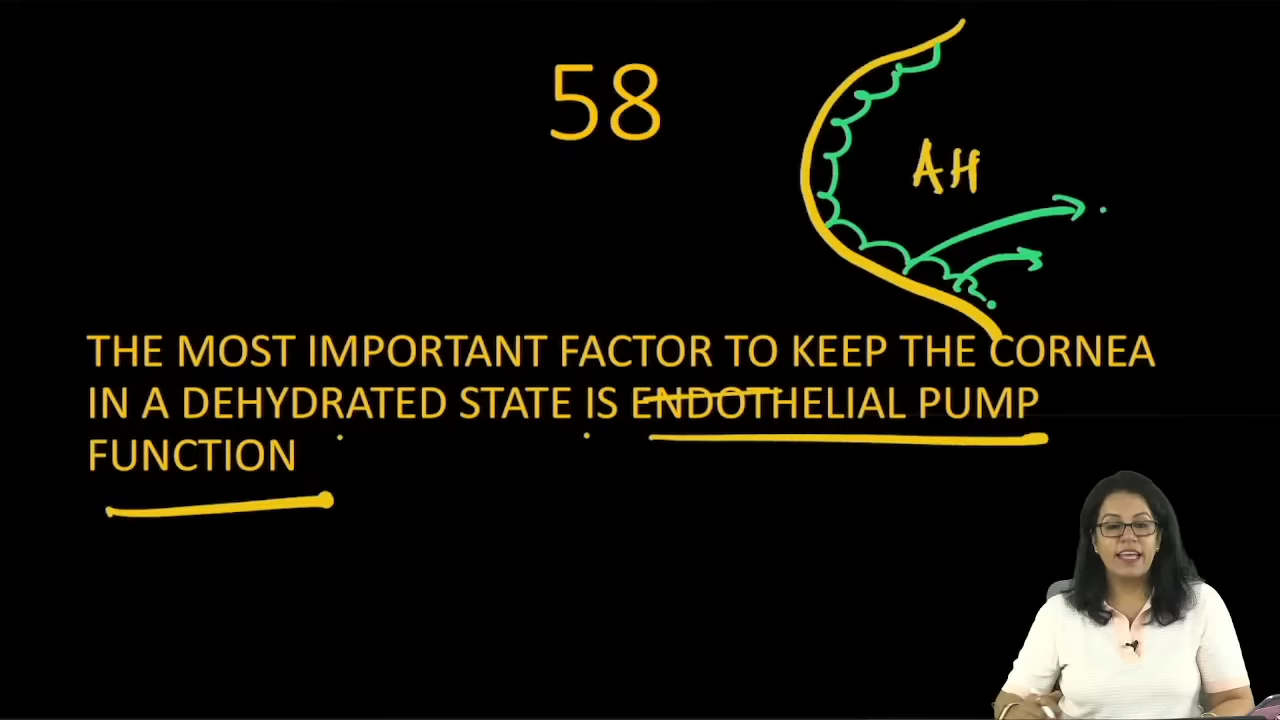 58
AH
THE MOST IMPORTANT FACTOR TO KEEP THE CORNEA
IN A DEHYDRATED STATE IS ENDOTHELIAL PUMP
FUNCTION